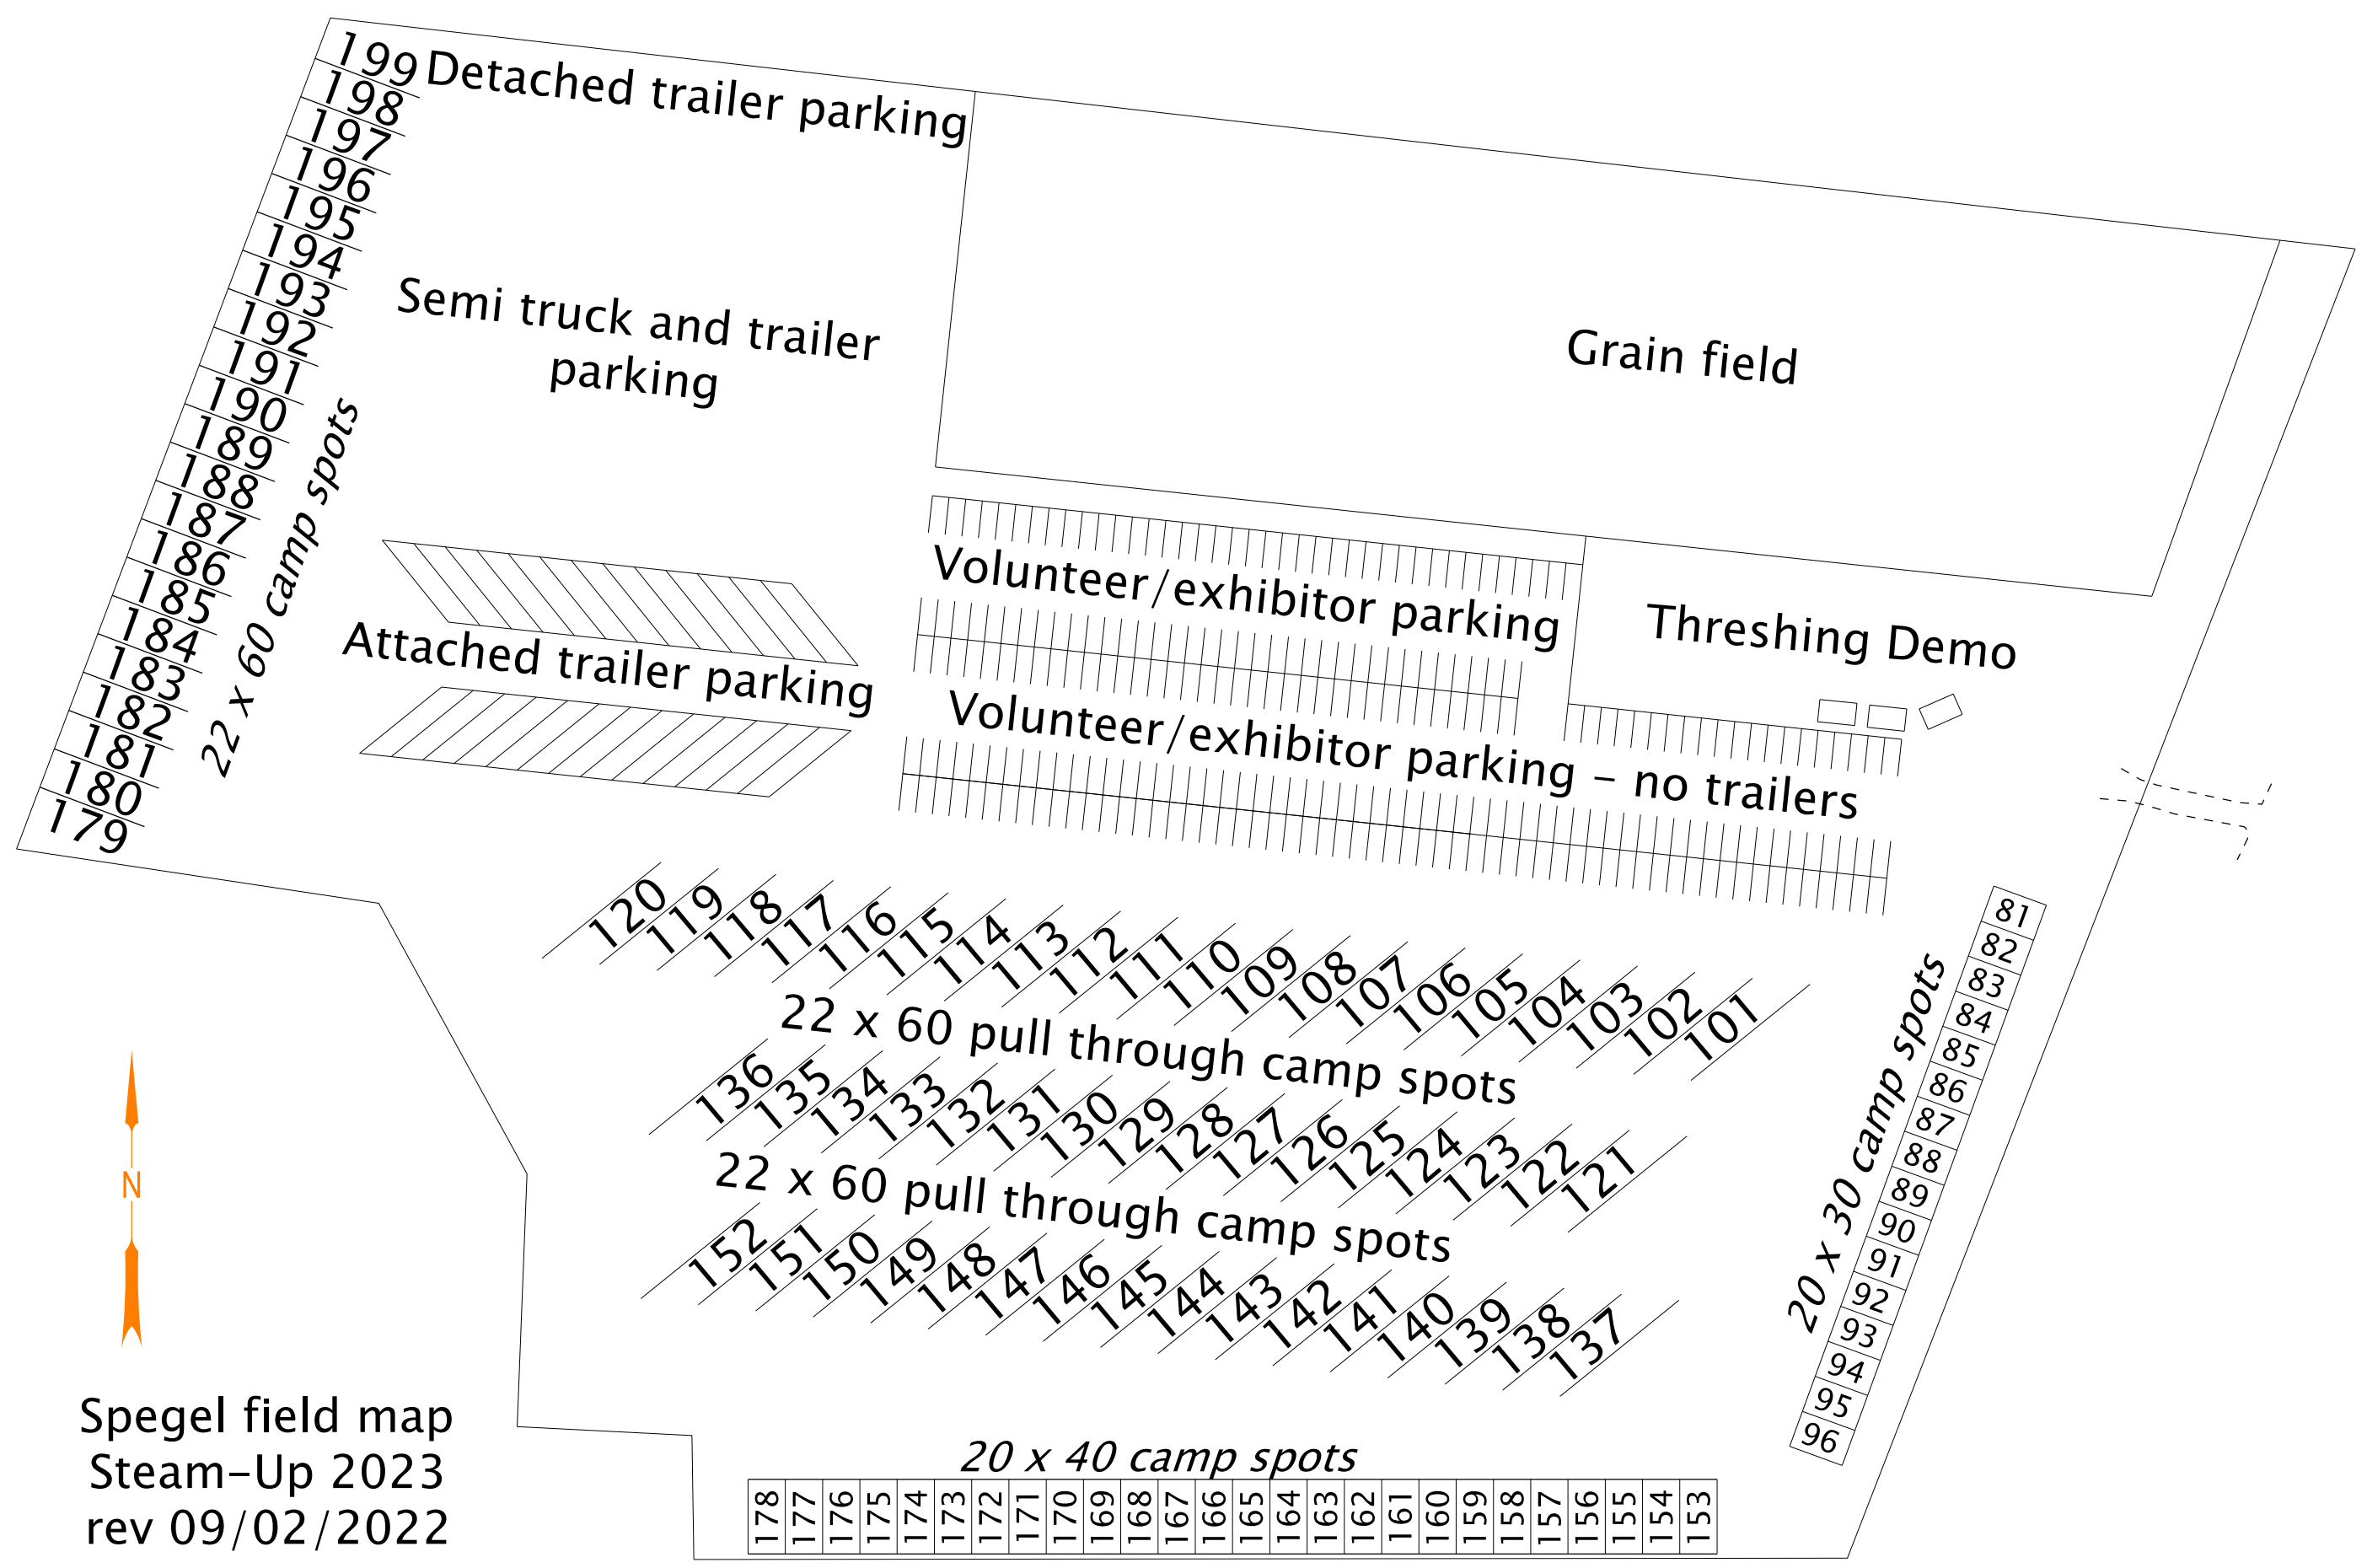 199
198
197
196
195
194
193
192
191
190
189
188
187
186
185
184
183
182
181
180
179
22 x 60 camp spots
Detached trailer parking
Semi truck and trailer
parking
Grain field
Attached trailer parking
Volunteer/exhibitor parking
Threshing Demo
Volunteer/exhibitor parking – no trailers
120 119 118 117 116 115 114 113 112 111 110 109 108 107 106 105 104 103 102 101
22 x 60 pull through camp spots
136 135 134 133 132 131 130 129 128 127 126 125 124 123 122 121
22 x 60 pull through camp spots
152 151 150 149 148 147 146 145 144 143 142 141 140 139 138 137
20 x 30 camp spots
81
82
83
84
85
86
87
88
89
90
91
92
93
94
95
96
20 x 40 camp spots
178 177 176 175 174 173 172 171 170 169 168 167 166 165 164 163 162 161 160 159 158 157 156 155 154 153
N
Spegel field map
Steam–Up 2023
rev 09/02/2022